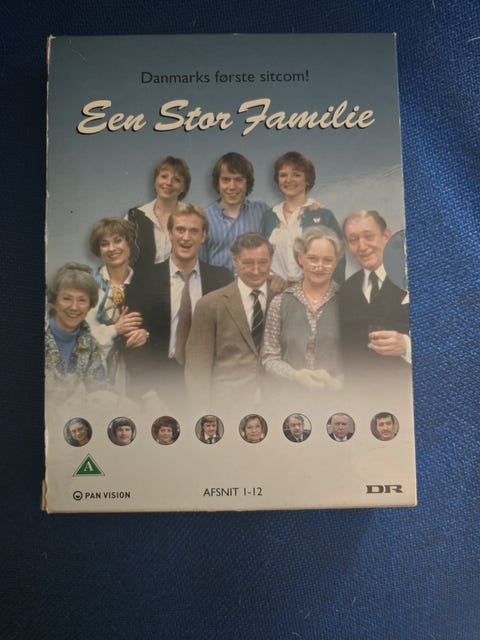 Danmarks første sitcom!
Een Stor Familie
A
PAN VISION
AFSNIT 1-12
DR